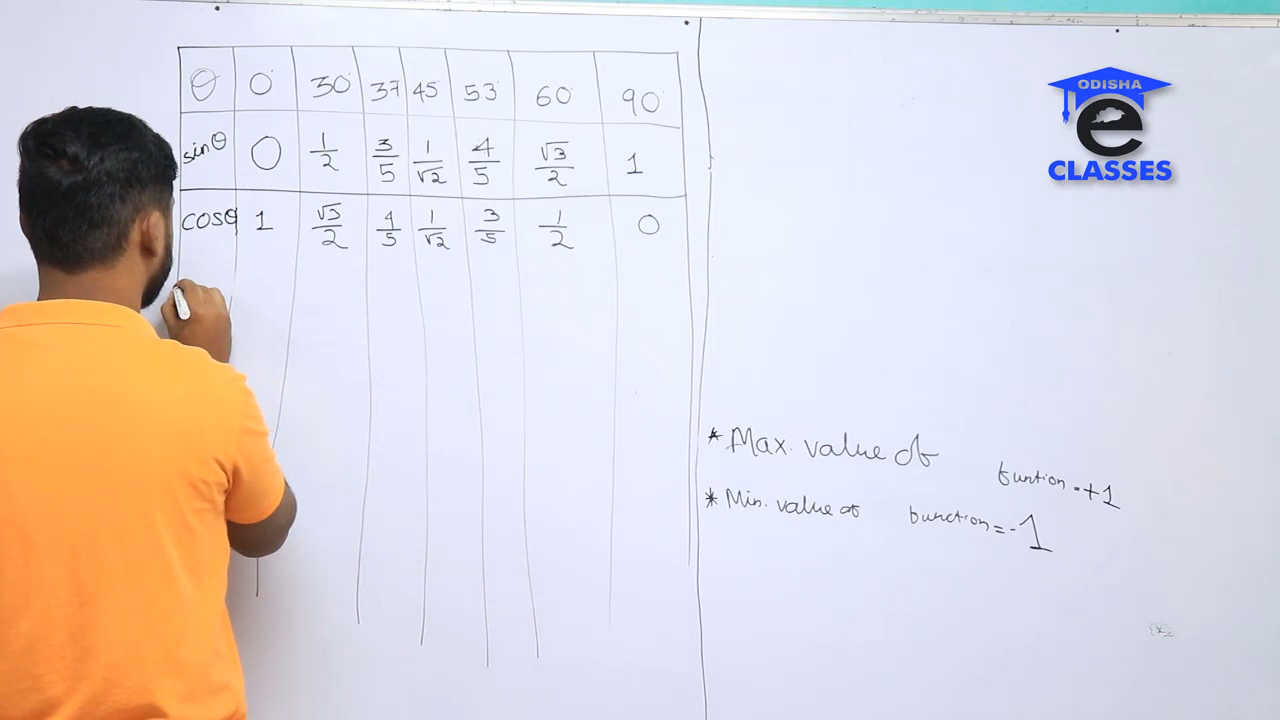 θ 0° 30° 37° 45° 53° 60° 90°
sinθ 0 1/2 3/5 1/√2 4/5 √3/2 1
cosθ 1 √3/2 4/5 1/√2 3/5 1/2 0
ODISHA
e
CLASSES
* Max. value of funtion = +1
* Min. value of function = -1